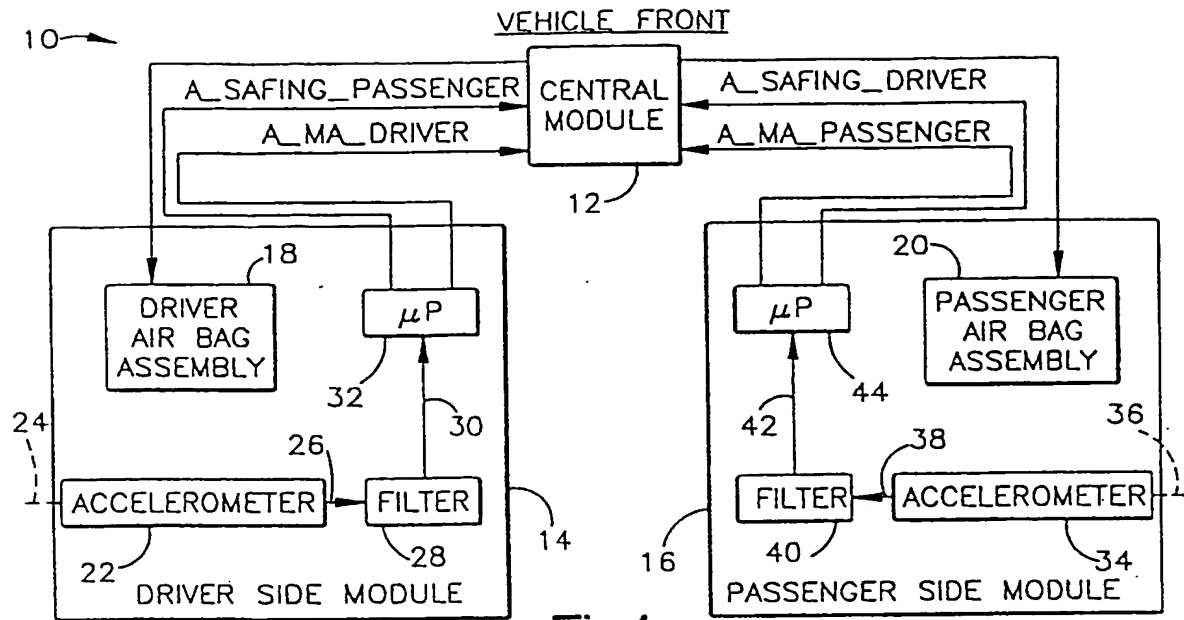 VEHICLE FRONT
10
A_SAFING_PASSENGER
A_MA_DRIVER
CENTRAL
MODULE
12
A_SAFING_DRIVER
A_MA_PASSENGER
18
DRIVER
AIR BAG
ASSEMBLY
μP
32
30
24
26
ACCELEROMETER
FILTER
22
28
14
DRIVER SIDE MODULE
20
μP
PASSENGER
AIR BAG
ASSEMBLY
44
42
38
36
FILTER
ACCELEROMETER
16
40
34
PASSENGER SIDE MODULE